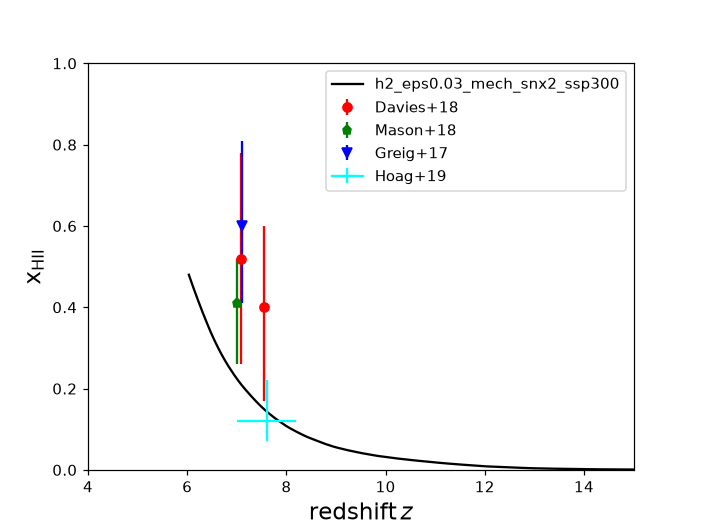 1.0
0.8
0.6
0.4
0.2
0.0
xHII
h2_eps0.03_mech_snx2_ssp300
Davies+18
Mason+18
Greig+17
Hoag+19
4 6 8 10 12 14
redshift z